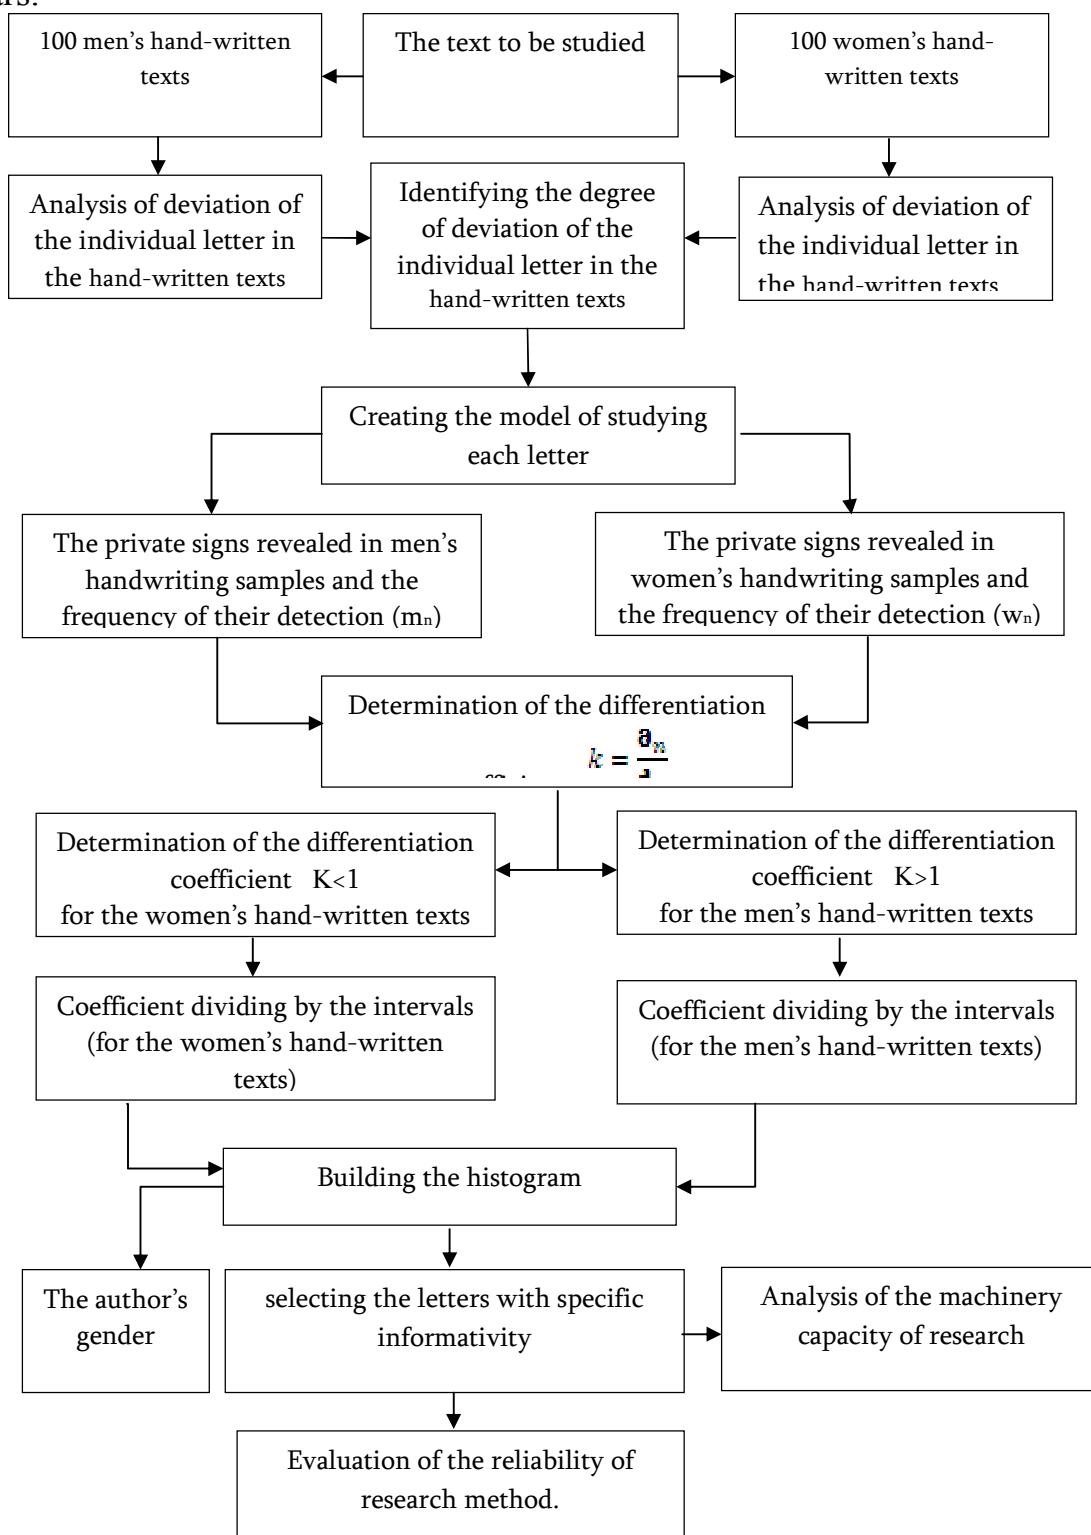 100 men’s hand-written
texts
The text to be studied
100 women’s hand-
written texts
Analysis of deviation of
the individual letter in
the hand-written texts
Identifying the degree
of deviation of the
individual letter in the
hand-written texts
Analysis of deviation of
the individual letter in
the hand-written texts
Creating the model of studying
each letter
The private signs revealed in men’s
handwriting samples and the
frequency of their detection (mn)
The private signs revealed in
women’s handwriting samples and
the frequency of their detection (wn)
Determination of the differentiation
k =
Determination of the differentiation
coefficient K<1
for the women’s hand-written texts
Determination of the differentiation
coefficient K>1
for the men’s hand-written texts
Coefficient dividing by the intervals
(for the women’s hand-written
texts)
Coefficient dividing by the intervals
(for the men’s hand-written texts)
Building the histogram
The author’s
gender
selecting the letters with specific
informativity
Analysis of the machinery
capacity of research
Evaluation of the reliability of
research method.